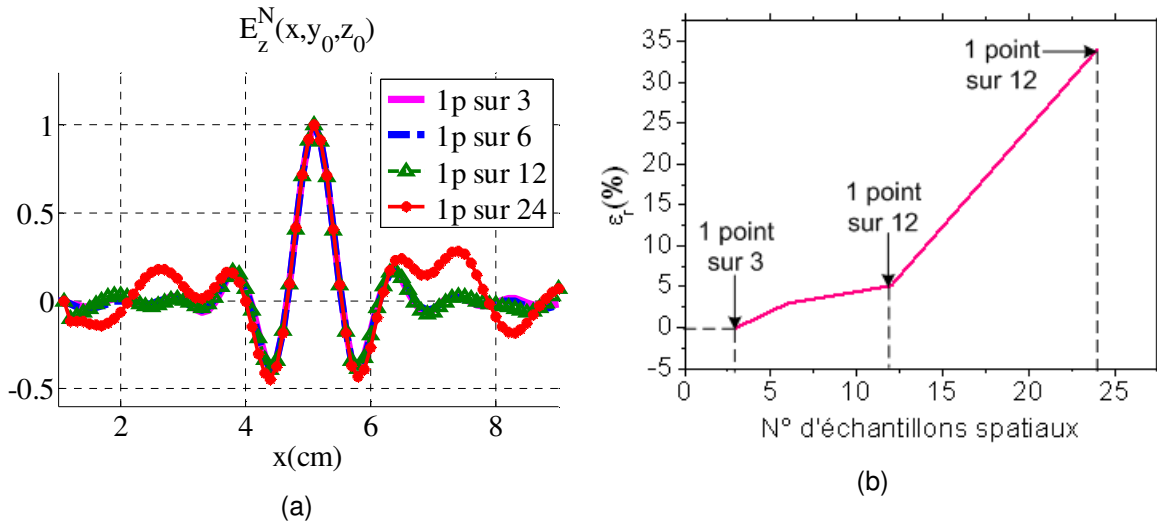 E_z^N(x,y_0,z_0)
1
0.5
0
-0.5
2
4
6
8
x(cm)
1p sur 3
1p sur 6
1p sur 12
1p sur 24
(a)
35
30
25
20
15
10
5
0
-5
0
5
10
15
20
25
ε_r(%)
N° d'échantillons spatiaux
1 point
sur 3
1 point
sur 12
1 point
sur 12
(b)